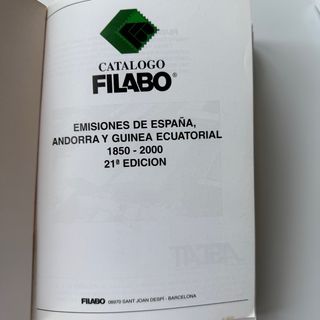 CATALOGO
FILABO®
EMISIONES DE ESPAÑA,
ANDORRA Y GUINEA ECUATORIAL
1850 - 2000
21ª EDICION
FILABO 08970 SANT JOAN DESPÍ - BARCELONA